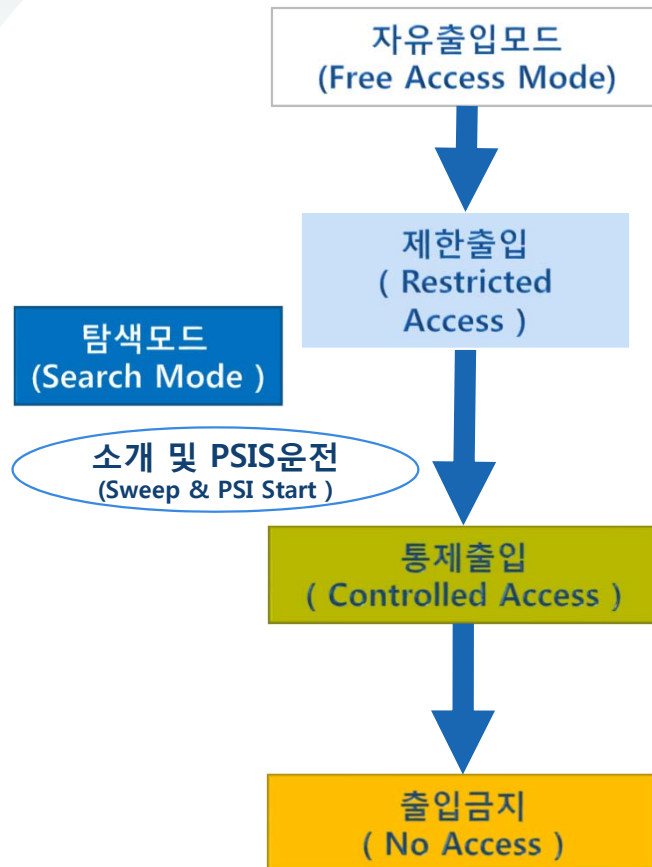 자유출입모드
(Free Access Mode)
제한출입
( Restricted
Access )
탐색모드
(Search Mode )
소개 및 PSIS운전
(Sweep & PSI Start )
통제출입
( Controlled Access )
출입금지
( No Access )